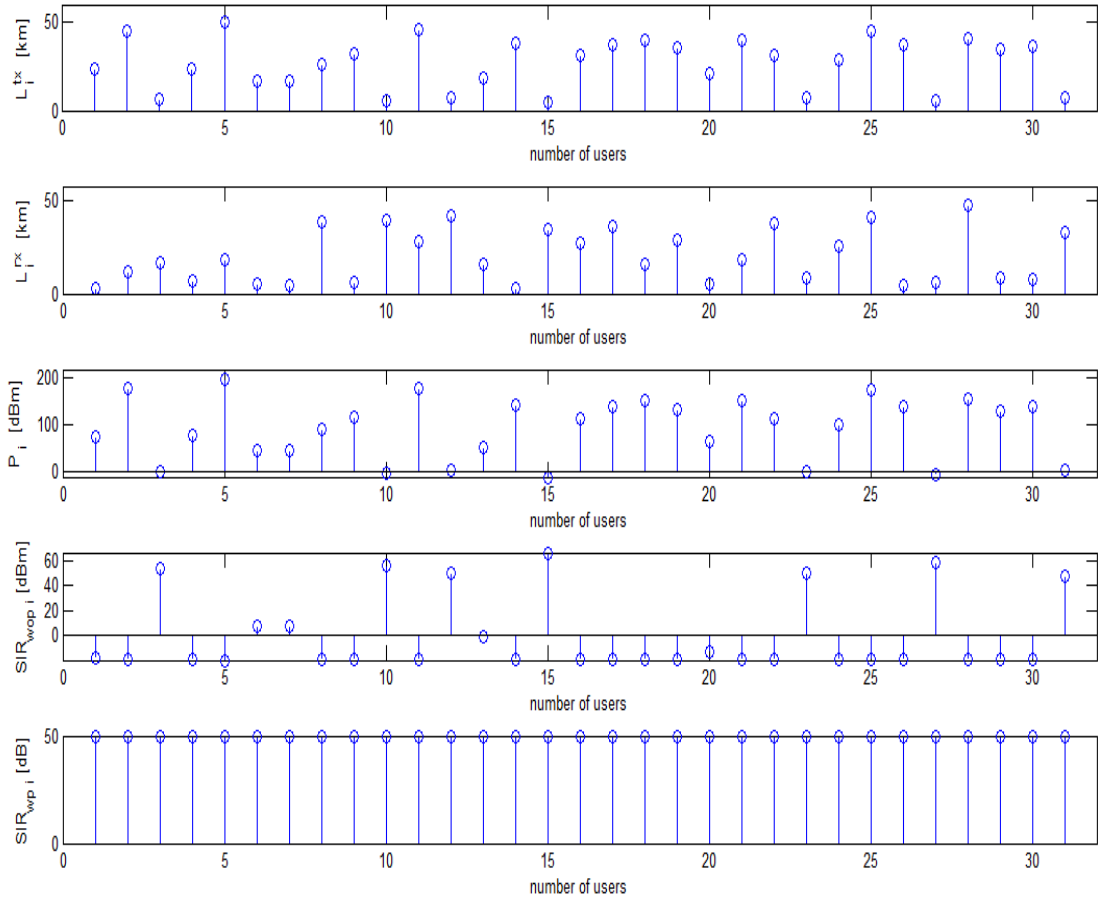 50
0
L_i^tx [km]
0 5 10 15 20 25 30
number of users
50
0
L_i^rx [km]
0 5 10 15 20 25 30
number of users
200
100
0
P_i [dBm]
0 5 10 15 20 25 30
number of users
60
40
20
0
SIR_wop i [dBm]
0 5 10 15 20 25 30
number of users
50
0
SIR_wp i [dB]
0 5 10 15 20 25 30
number of users